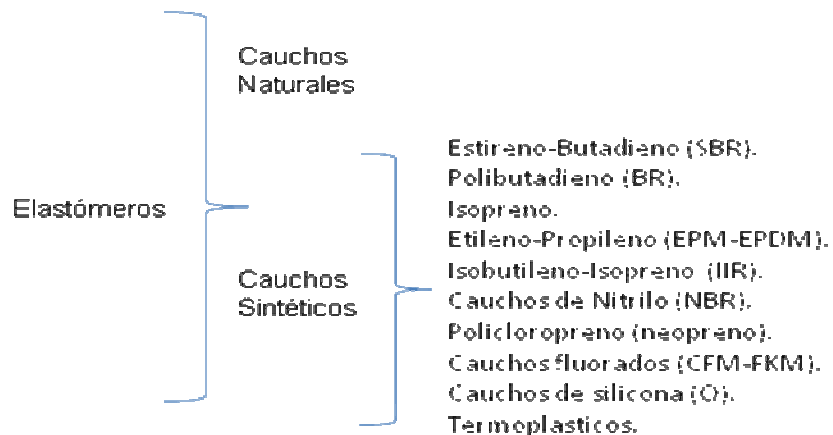 Elastómeros
Cauchos
Naturales
Cauchos
Sintéticos
Estireno-Butadieno (SBR).
Polibutadieno (BR).
Isopreno.
Etileno-Propileno (EPM-EPDM).
Isobutileno-Isopreno (IIR).
Cauchos de Nitrilo (NBR).
Policloropreno (neopreno).
Cauchos fluorados (CFM-FKM).
Cauchos de silicona (Q).
Termoplasticos.